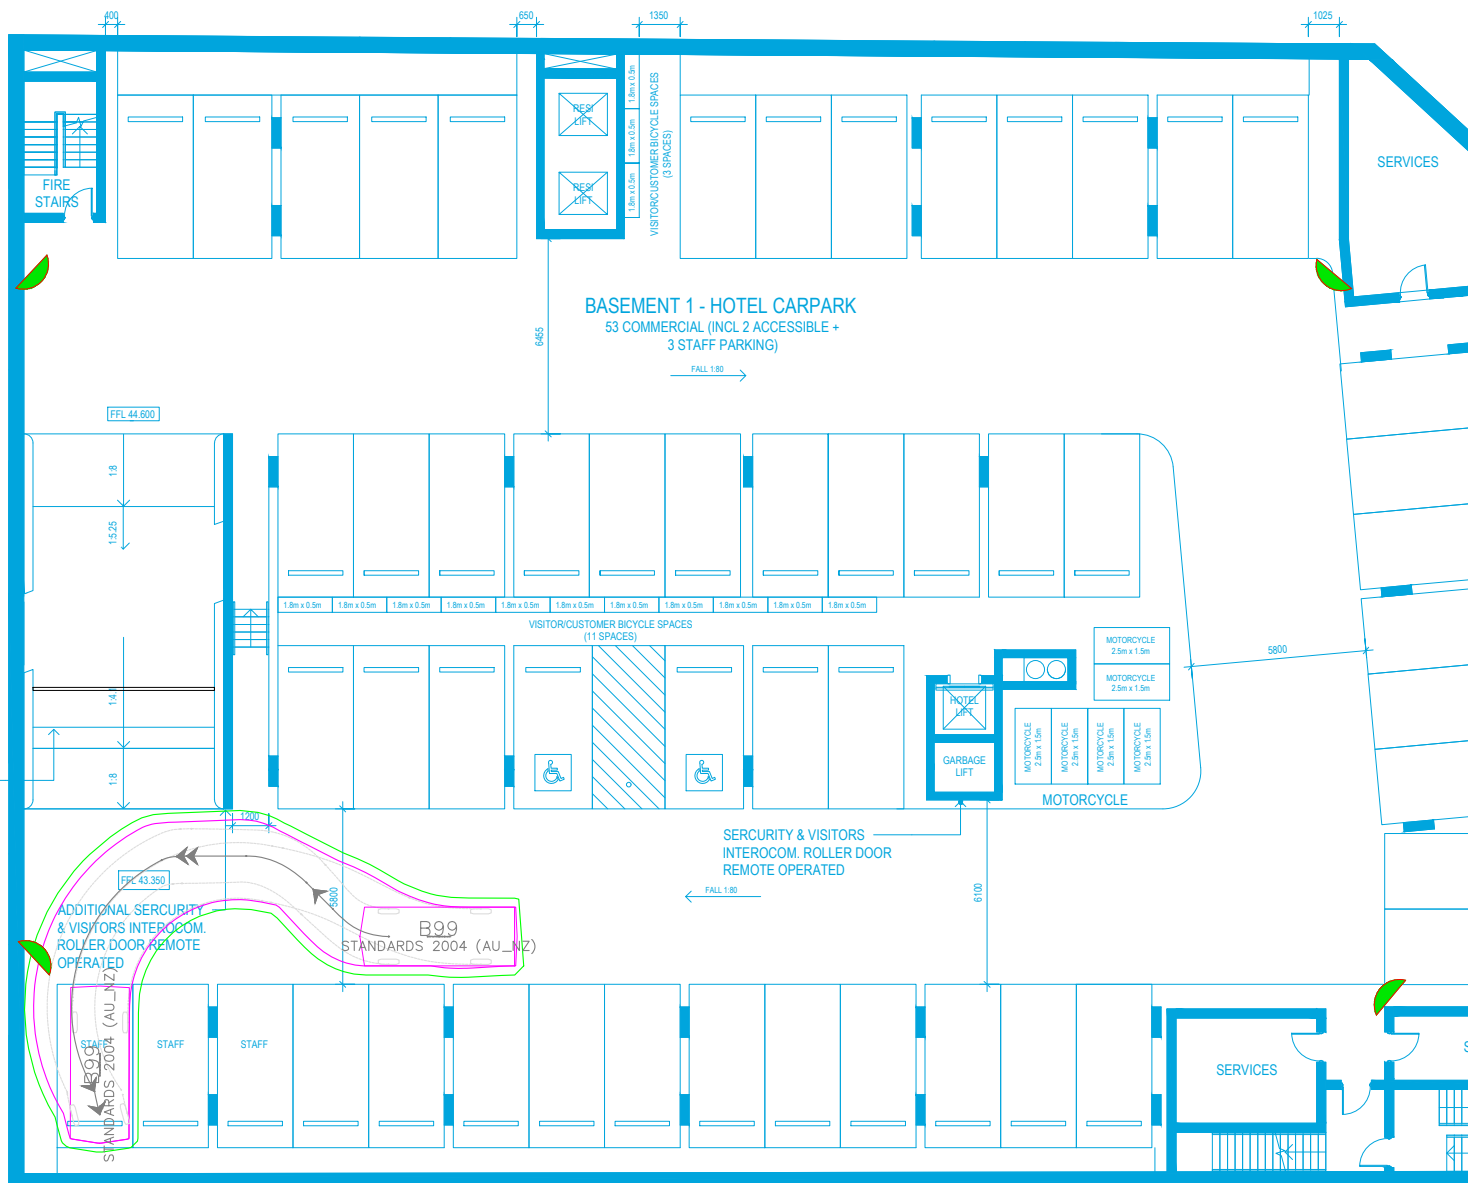 400
650
1350
1025
RESI
LIFT
RESI
LIFT
1.8m x 0.5m
1.8m x 0.5m
1.8m x 0.5m
VISITOR/CUSTOMER BICYCLE SPACES
(3 SPACES)
SERVICES
FIRE
STAIRS
BASEMENT 1 - HOTEL CARPARK
53 COMMERCIAL (INCL 2 ACCESSIBLE +
3 STAFF PARKING)
6455
FALL 1:80
FFL 44.600
1:8
1:5.25
1:4.
1:8
1.8m x 0.5m
1.8m x 0.5m
1.8m x 0.5m
1.8m x 0.5m
1.8m x 0.5m
1.8m x 0.5m
1.8m x 0.5m
1.8m x 0.5m
1.8m x 0.5m
1.8m x 0.5m
1.8m x 0.5m
VISITOR/CUSTOMER BICYCLE SPACES
(11 SPACES)
MOTORCYCLE
2.5m x 1.5m
MOTORCYCLE
2.5m x 1.5m
5800
HOTEL
LIFT
GARBAGE
LIFT
MOTORCYCLE
2.5m x 1.5m
MOTORCYCLE
2.5m x 1.5m
MOTORCYCLE
2.5m x 1.5m
MOTORCYCLE
2.5m x 1.5m
MOTORCYCLE
1200
SERCURITY & VISITORS
INTEROCOM. ROLLER DOOR
REMOTE OPERATED
FFL 43.350
5800
FALL 1:80
6100
ADDITIONAL SERCURITY
& VISITORS INTEROCOM.
ROLLER DOOR REMOTE
OPERATED
B99
STANDARDS 2004 (AU_NZ)
B99
STANDARDS 2004 (AU_NZ)
STAFF
STAFF
STAFF
SERVICES
S